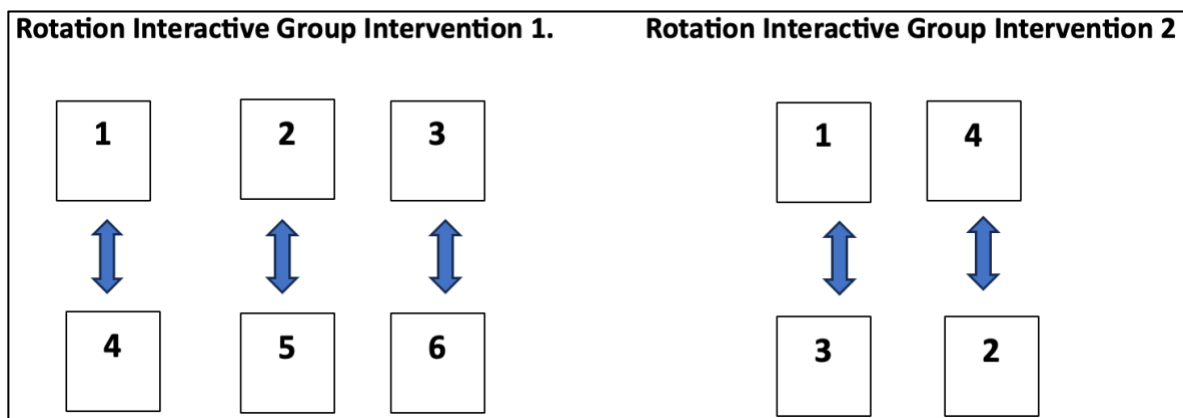 Rotation Interactive Group Intervention 1.
1 2 3
4 5 6
Rotation Interactive Group Intervention 2
1 4
3 2